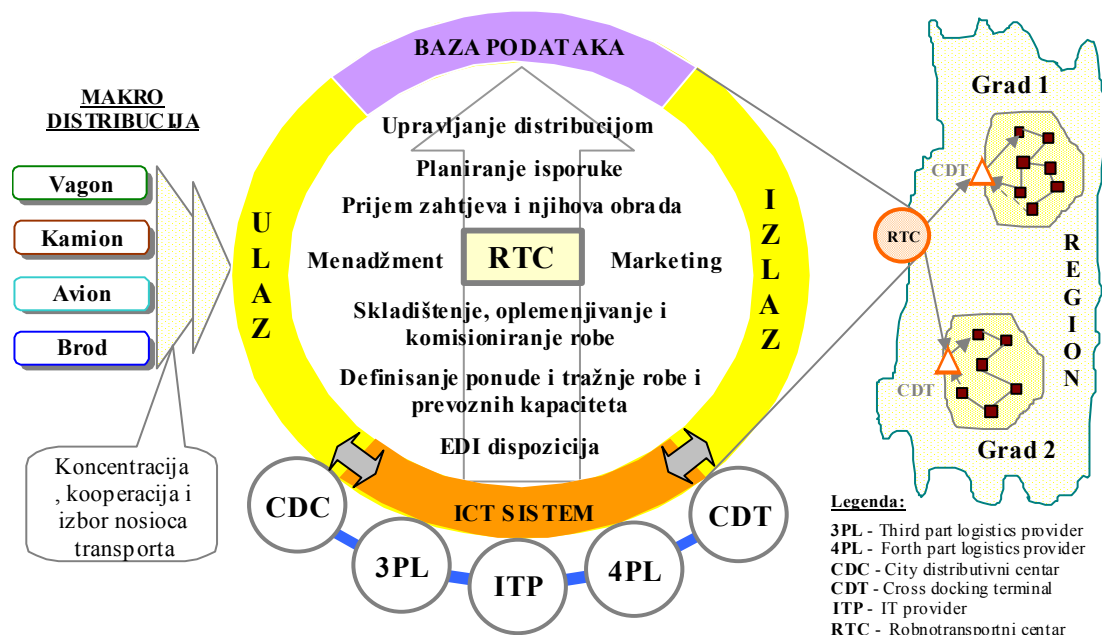 MAKRO
DISTRIBUCIJA
Vagon
Kamion
Avion
Brod
Koncentracija
, kooperacija i
izbor nosioca
transporta
BAZA PODATAKA
ULAZ
IZLAZ
Upravljanje distribucijom
Planiranje isporuke
Prijem zahtjeva i njihova obrada
Menadžment
RTC
Marketing
Skladištenje, oplemenjivanje i
komisioniranje robe
Definisanje ponude i tražnje robe i
prevoznih kapaciteta
EDI dispozicija
ICT SISTEM
CDC
3PL
ITP
4PL
CDT
Grad 1
CDT
RTC
REGION
CDT
Grad 2
Legenda:
3PL - Third part logistics provider
4PL - Forth part logistics provider
CDC - City distributivni centar
CDT - Cross docking terminal
ITP - IT provider
RTC - Robnotransportni centar